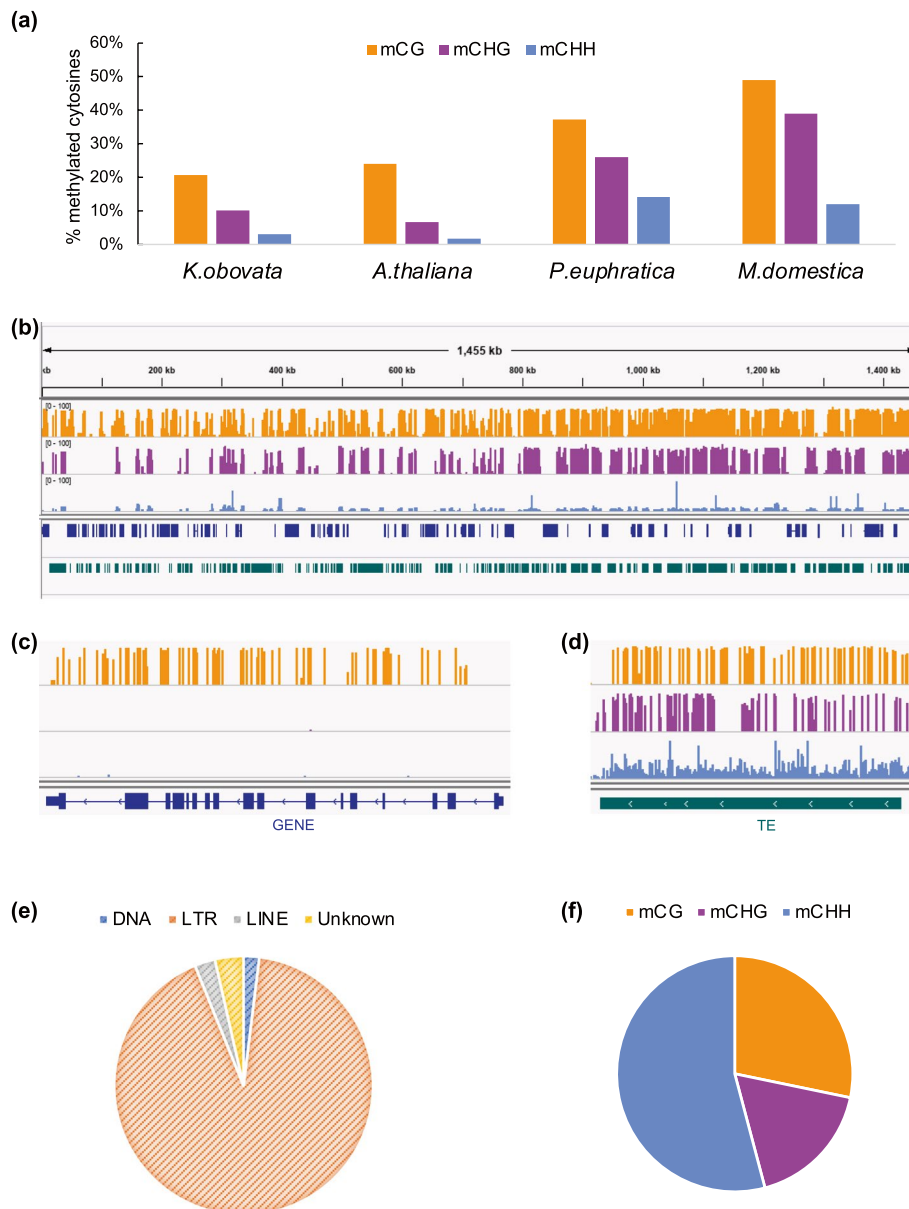 (a)
60%
50%
40%
30%
20%
10%
0%
% methylated cytosines
mCG mCHG mCHH
K.obovata A.thaliana P.euphratica M.domestica
(b)
1,455 kb
kb 200 kb 400 kb 600 kb 800 kb 1,000 kb 1,200 kb 1,400 kb
[0 - 100]
[0 - 100]
[0 - 100]
(c)
GENE
(d)
TE
(e)
DNA LTR LINE Unknown
(f)
mCG mCHG mCHH